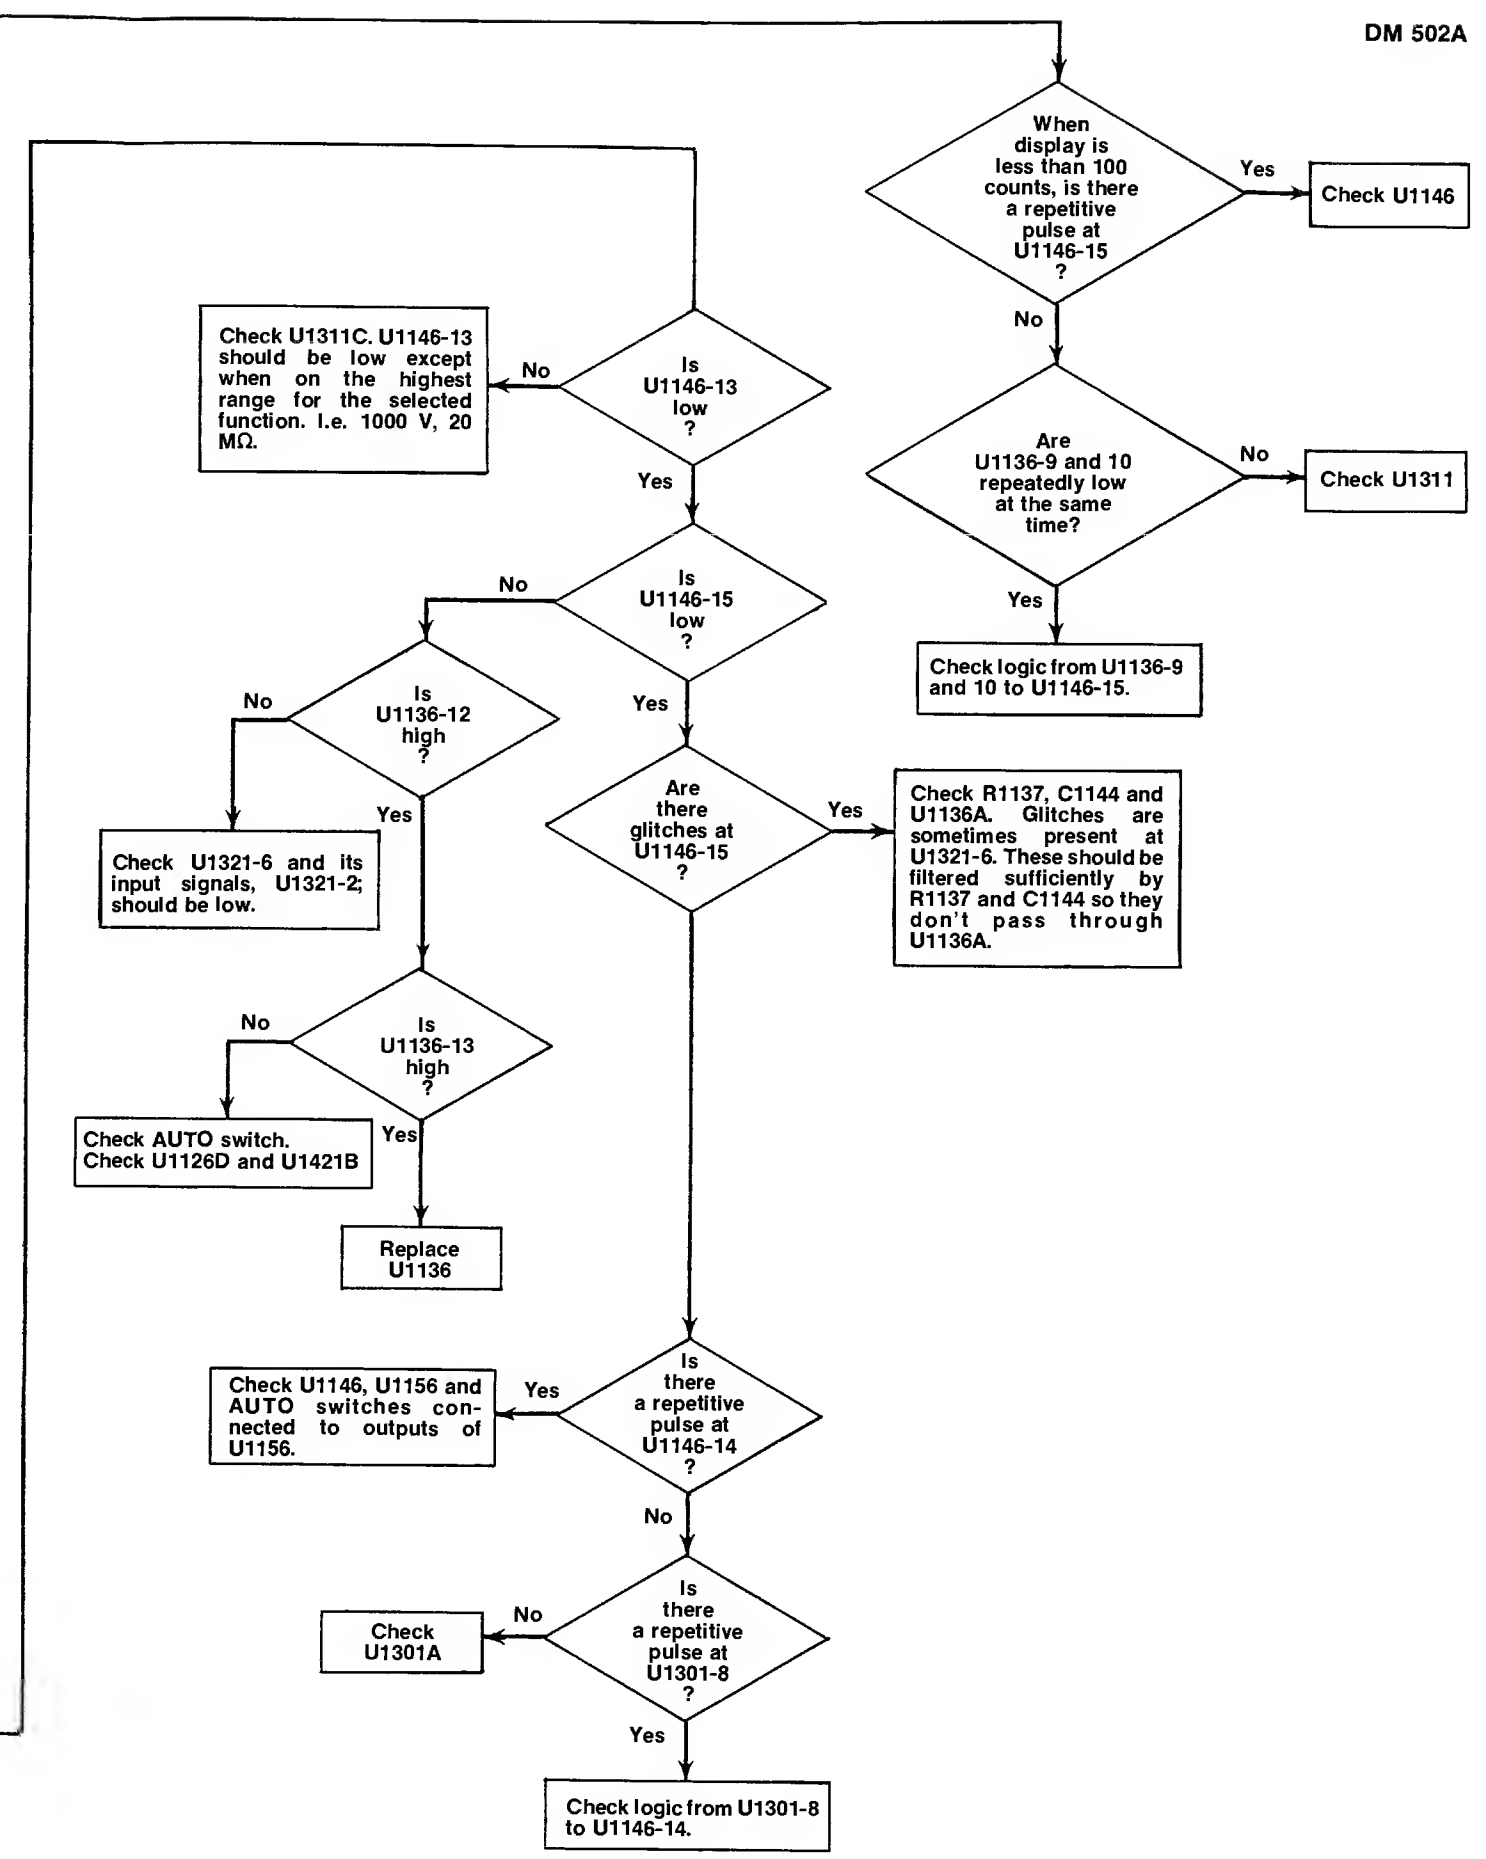 DM 502A
When
display is
less than 100
counts, is there
a repetitive
pulse at
U1146-15
?
Yes
Check U1146
No
Are
U1136-9 and 10
repeatedly low
at the same
time?
No
Check U1311
Yes
Check logic from U1136-9
and 10 to U1146-15.
Is
U1146-13
low
?
No
Check U1311C. U1146-13
should be low except
when on the highest
range for the selected
function. I.e. 1000 V, 20
MΩ.
Yes
Is
U1146-15
low
?
No
Is
U1136-12
high
?
No
Check U1321-6 and its
input signals, U1321-2;
should be low.
Yes
Is
U1136-13
high
?
No
Check AUTO switch.
Check U1126D and U1421B
Yes
Replace
U1136
Yes
Are
there
glitches at
U1146-15
?
Yes
Check R1137, C1144 and
U1136A. Glitches are
sometimes present at
U1321-6. These should be
filtered sufficiently by
R1137 and C1144 so they
don't pass through
U1136A.
Is
there
a repetitive
pulse at
U1146-14
?
Yes
Check U1146, U1156 and
AUTO switches con-
nected to outputs of
U1156.
No
Is
there
a repetitive
pulse at
U1301-8
?
No
Check
U1301A
Yes
Check logic from U1301-8
to U1146-14.